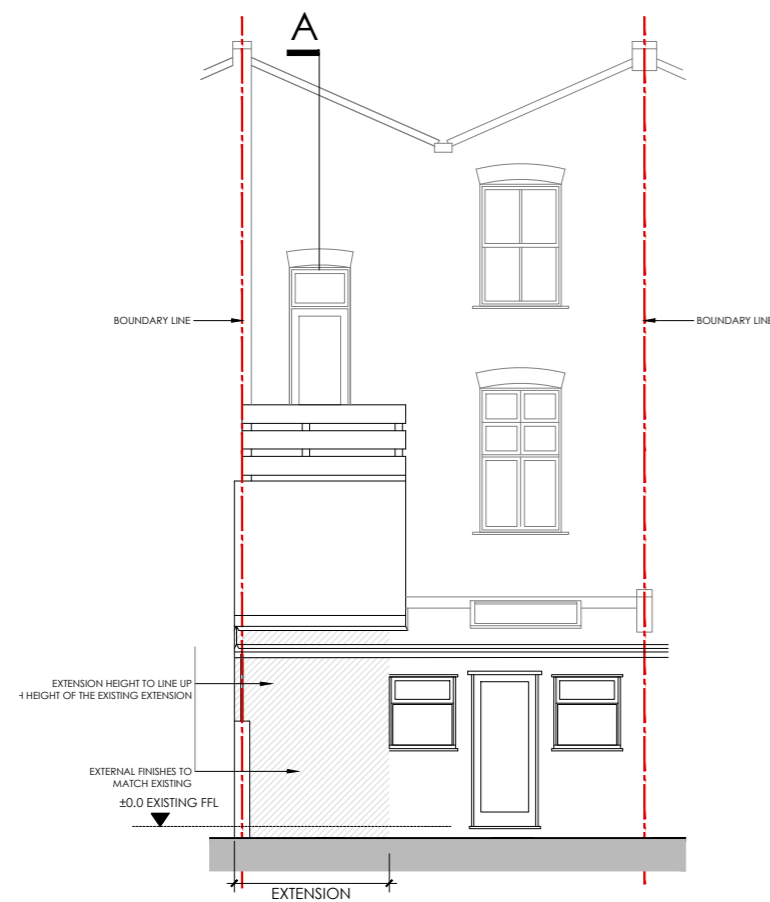 A
BOUNDARY LINE
BOUNDARY LINE
EXTENSION HEIGHT TO LINE UP
H HEIGHT OF THE EXISTING EXTENSION
EXTERNAL FINISHES TO
MATCH EXISTING
±0.0 EXISTING FFL
EXTENSION